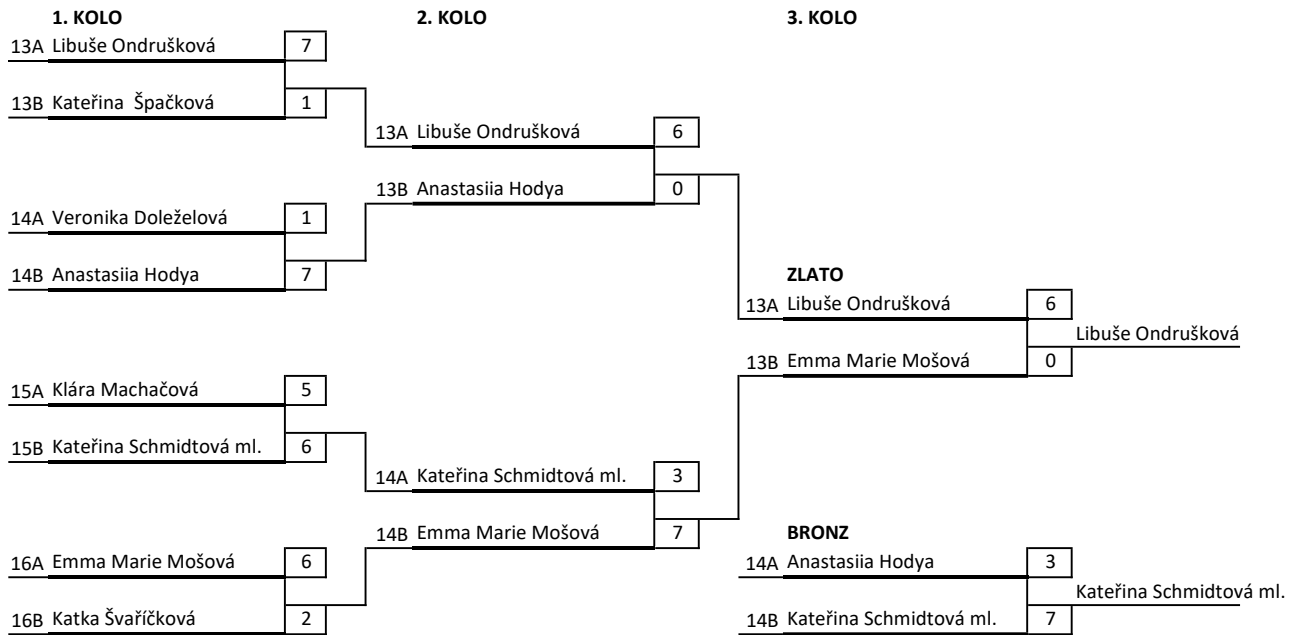 1. KOLO 2. KOLO 3. KOLO
13A Libuše Ondrušková 7
13B Kateřina Špačková 1
13A Libuše Ondrušková 6
13B Anastasiia Hodya 0
14A Veronika Doleželová 1
14B Anastasiia Hodya 7
ZLATO
13A Libuše Ondrušková 6
Libuše Ondrušková
13B Emma Marie Mošová 0
15A Klára Machačová 5
15B Kateřina Schmidtová ml. 6
14A Kateřina Schmidtová ml. 3
14B Emma Marie Mošová 7
BRONZ
16A Emma Marie Mošová 6
14A Anastasiia Hodya 3
Kateřina Schmidtová ml.
16B Katka Švaříčková 2
14B Kateřina Schmidtová ml. 7